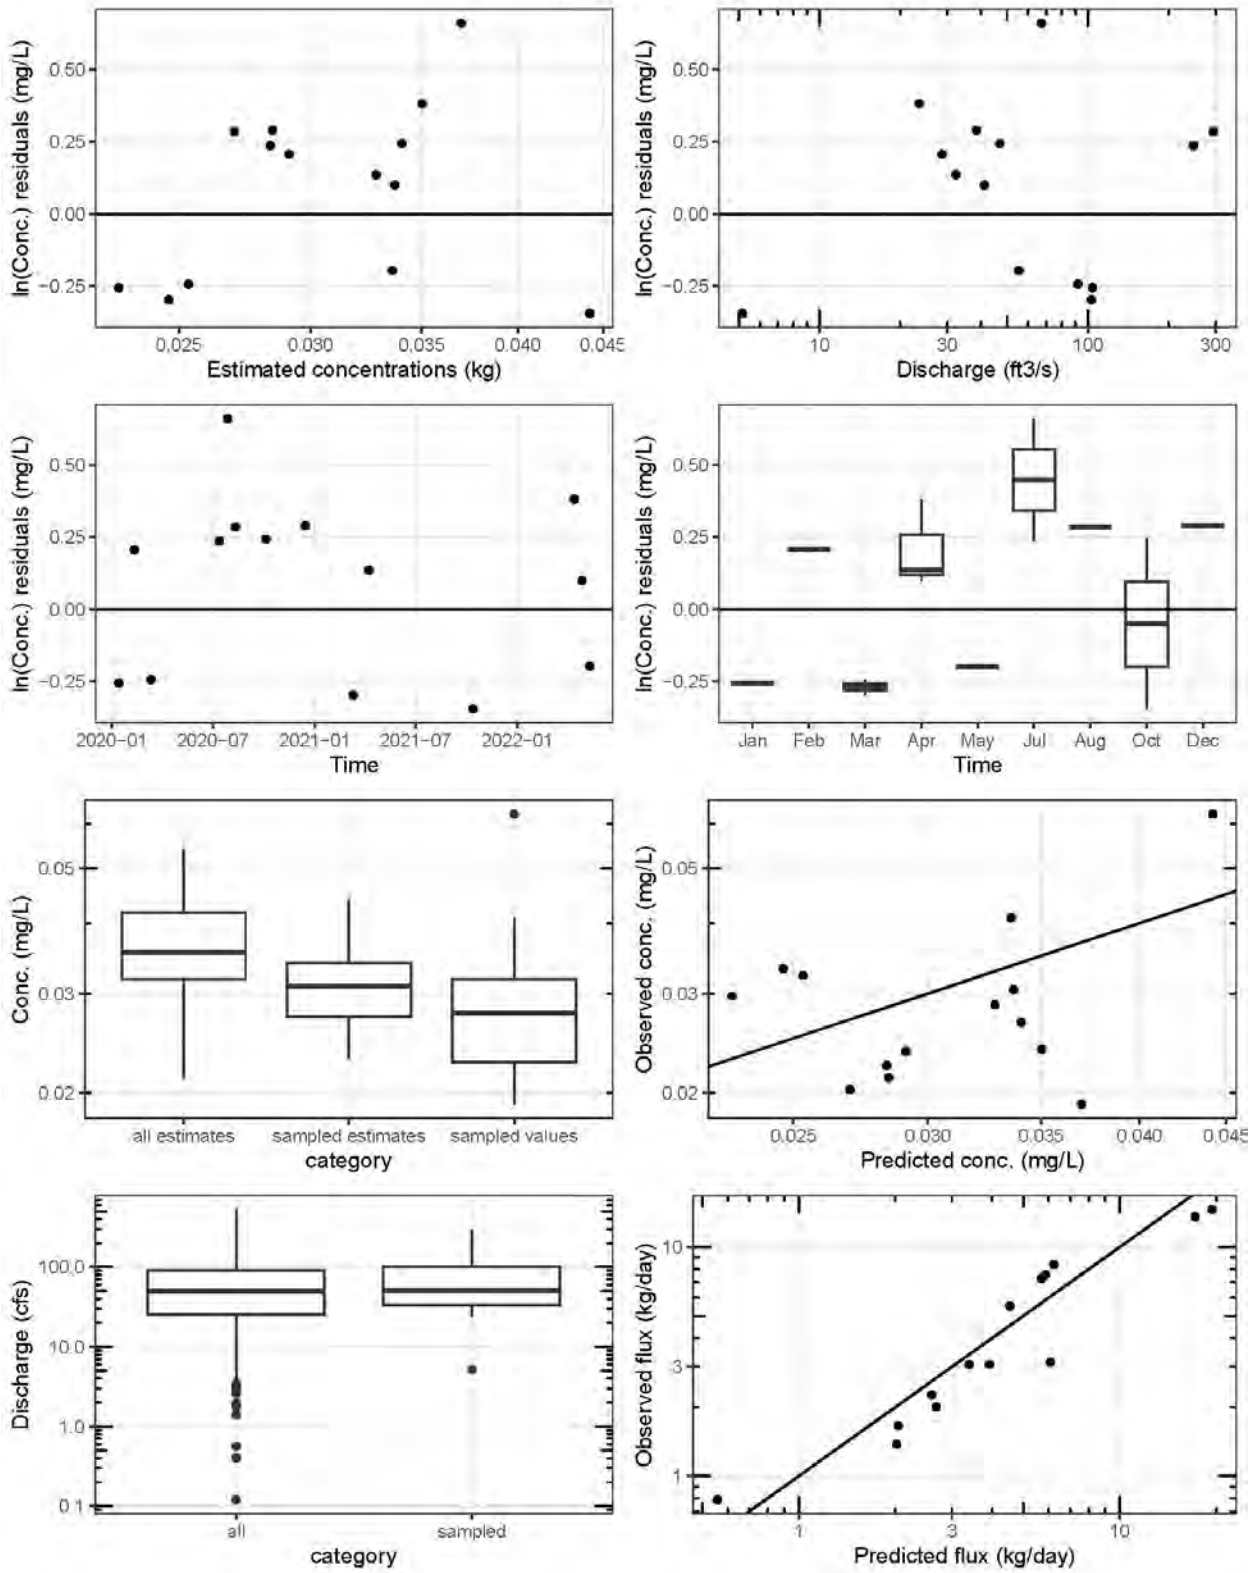 ln(Conc.) residuals (mg/L)
0.50
0.25
0.00
−0.25
0.025 0.030 0.035 0.040 0.045
Estimated concentrations (kg)
ln(Conc.) residuals (mg/L)
0.50
0.25
0.00
−0.25
10 30 100 300
Discharge (ft3/s)
ln(Conc.) residuals (mg/L)
0.50
0.25
0.00
−0.25
2020−01 2020−07 2021−01 2021−07 2022−01
Time
ln(Conc.) residuals (mg/L)
0.50
0.25
0.00
−0.25
Jan Feb Mar Apr May Jul Aug Oct Dec
Time
Conc. (mg/L)
0.05
0.03
0.02
all estimates sampled estimates sampled values
category
Observed conc. (mg/L)
0.05
0.03
0.02
0.025 0.030 0.035 0.040 0.045
Predicted conc. (mg/L)
Discharge (cfs)
100.0
10.0
1.0
0.1
all sampled
category
Observed flux (kg/day)
10
3
1
1 3 10
Predicted flux (kg/day)